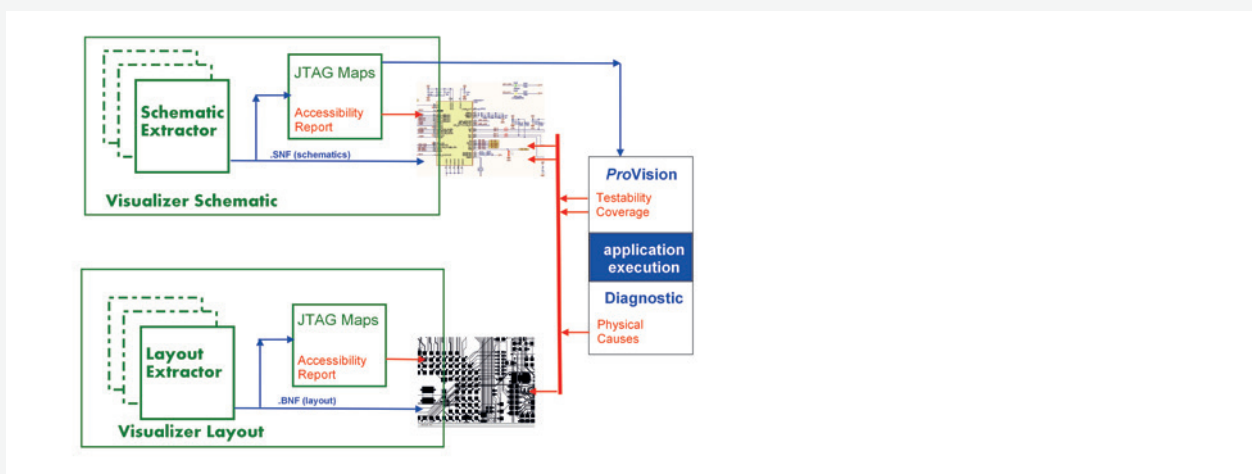 JTAG Maps
Schematic
Extractor
Accessibility
Report
.SNF (schematics)
Visualizer Schematic
ProVision
Testability
Coverage
application
execution
Diagnostic
Physical
Causes
JTAG Maps
Layout
Extractor
Accessibility
Report
.BNF (layout)
Visualizer Layout